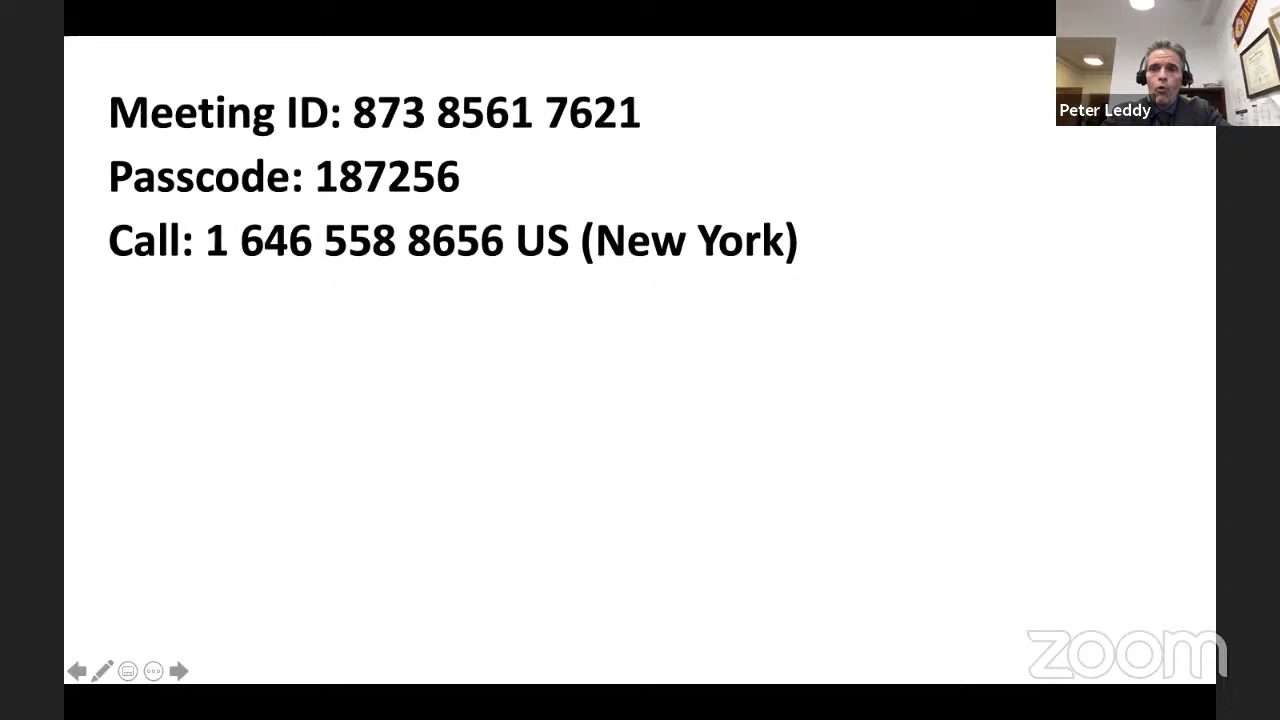 Meeting ID: 873 8561 7621
Passcode: 187256
Call: 1 646 558 8656 US (New York)
Peter Leddy
zoom